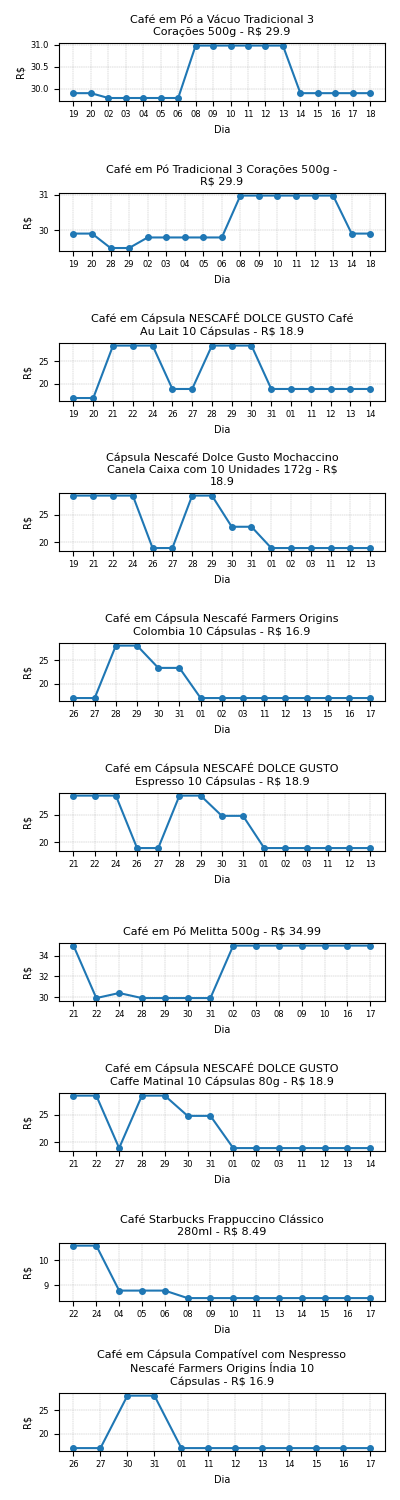 Café em Pó a Vácuo Tradicional 3
Corações 500g - R$ 29.9
31.0
30.5
30.0
R$
19 20 02 03 04 05 06 08 09 10 11 12 13 14 15 16 17 18
Dia
Café em Pó Tradicional 3 Corações 500g -
R$ 29.9
31
30
R$
19 20 28 29 02 03 04 05 06 08 09 10 11 12 13 14 18
Dia
Café em Cápsula NESCAFÉ DOLCE GUSTO Café
Au Lait 10 Cápsulas - R$ 18.9
25
20
R$
19 20 21 22 24 26 27 28 29 30 31 01 11 12 13 14
Dia
Cápsula Nescafé Dolce Gusto Mochaccino
Canela Caixa com 10 Unidades 172g - R$
18.9
25
20
R$
19 21 22 24 26 27 28 29 30 31 01 02 03 11 12 13
Dia
Café em Cápsula Nescafé Farmers Origins
Colombia 10 Cápsulas - R$ 16.9
25
20
R$
26 27 28 29 30 31 01 02 03 11 12 13 15 16 17
Dia
Café em Cápsula NESCAFÉ DOLCE GUSTO
Espresso 10 Cápsulas - R$ 18.9
25
20
R$
21 22 24 26 27 28 29 30 31 01 02 03 11 12 13
Dia
Café em Pó Melitta 500g - R$ 34.99
34
32
30
R$
21 22 24 28 29 30 31 02 03 08 09 10 16 17
Dia
Café em Cápsula NESCAFÉ DOLCE GUSTO
Caffe Matinal 10 Cápsulas 80g - R$ 18.9
25
20
R$
21 22 27 28 29 30 31 01 02 03 11 12 13 14
Dia
Café Starbucks Frappuccino Clássico
280ml - R$ 8.49
10
9
R$
22 24 04 05 06 08 09 10 11 13 14 15 16 17
Dia
Café em Cápsula Compatível com Nespresso
Nescafé Farmers Origins Índia 10
Cápsulas - R$ 16.9
25
20
R$
26 27 30 31 01 11 12 13 14 15 16 17
Dia